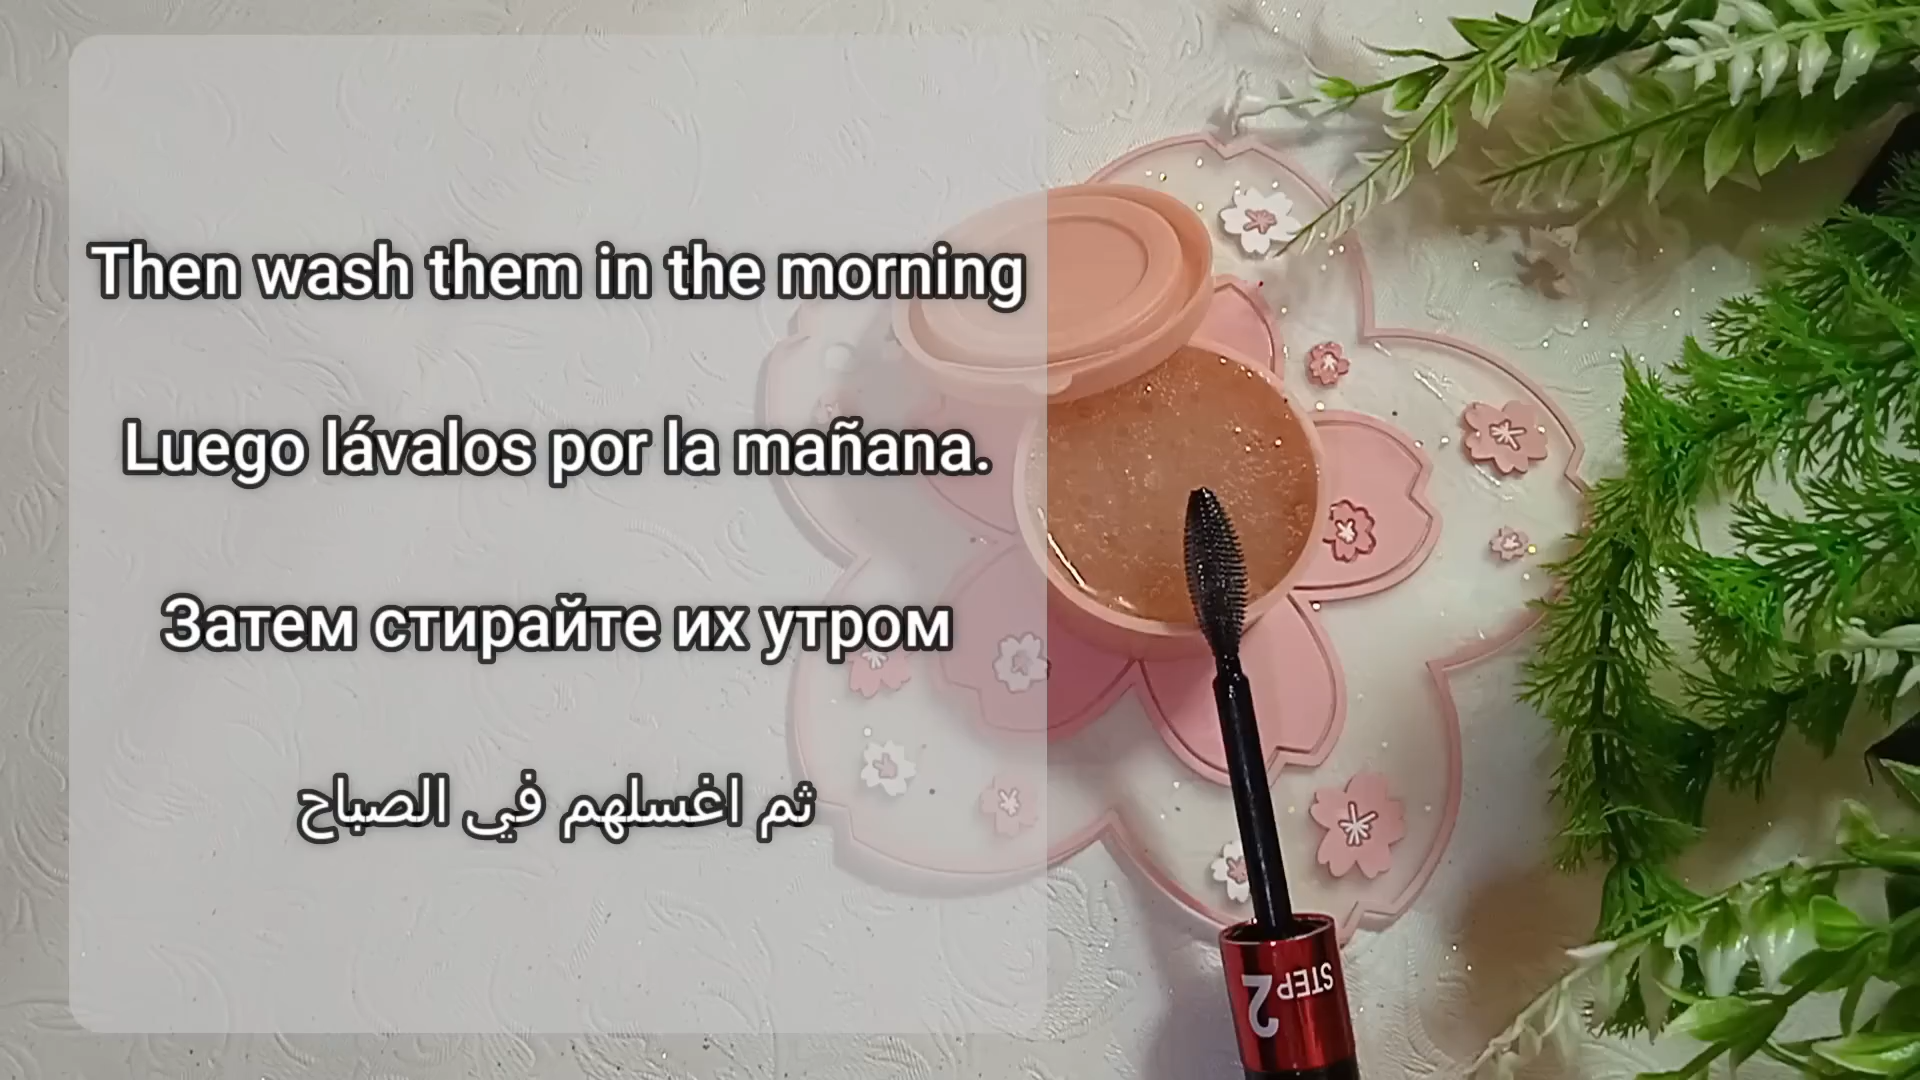 Then wash them in the morning
Luego lávalos por la mañana.
Затем стирайте их утром
ثم اغسلهم في الصباح
STEP 2